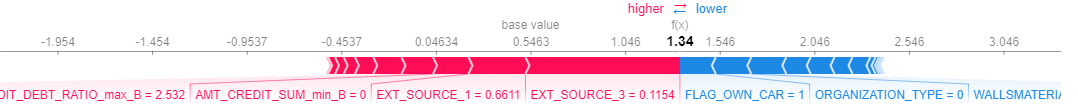 higher ⇄ lower
base value f(x)
-1.954 -1.454 -0.9537 -0.4537 0.04634 0.5463 1.046 1.34 1.546 2.046 2.546 3.046
DIT_DEBT_RATIO_max_B = 2.532 AMT_CREDIT_SUM_min_B = 0 EXT_SOURCE_1 = 0.6611 EXT_SOURCE_3 = 0.1154 FLAG_OWN_CAR = 1 ORGANIZATION_TYPE = 0 WALLSMATERIA